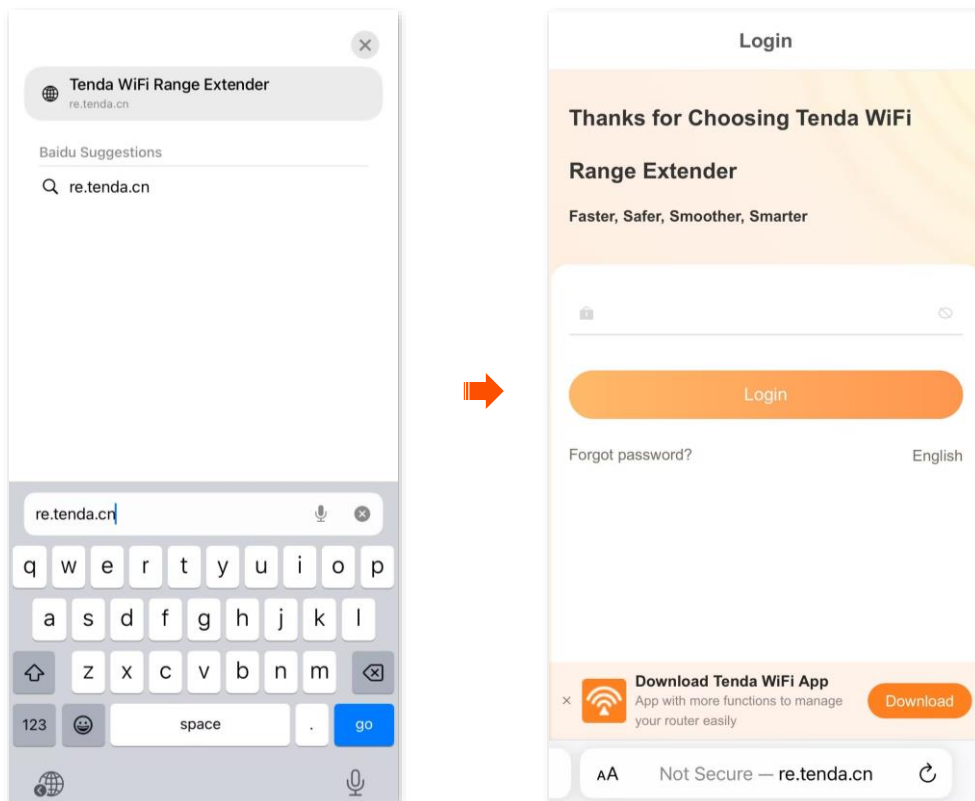 Tenda WiFi Range Extender
re.tenda.cn
Baidu Suggestions
re.tenda.cn
re.tenda.cn
q w e r t y u i o p
a s d f g h j k l
z x c v b n m
123 space . go
Login
Thanks for Choosing Tenda WiFi
Range Extender
Faster, Safer, Smoother, Smarter
Login
Forgot password? English
Download Tenda WiFi App
App with more functions to manage
your router easily
Download
AA Not Secure — re.tenda.cn